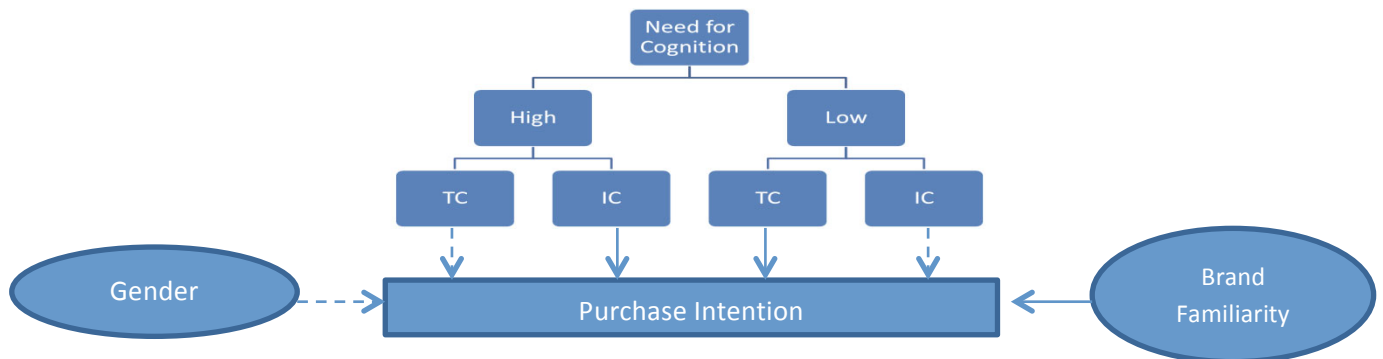 Need for
Cognition
High
Low
TC
IC
TC
IC
Gender
Purchase Intention
Brand
Familiarity